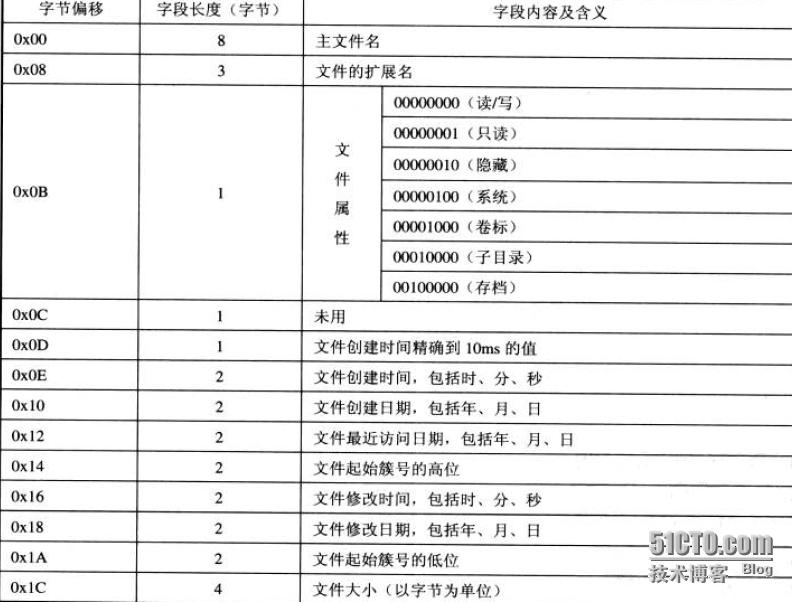 字节偏移 字段长度（字节） 字段内容及含义
0x00 8 主文件名
0x08 3 文件的扩展名
0x0B 1 文件属性 00000000（读/写）
00000001（只读）
00000010（隐藏）
00000100（系统）
00001000（卷标）
00010000（子目录）
00100000（存档）
0x0C 1 未用
0x0D 1 文件创建时间精确到 10ms 的值
0x0E 2 文件创建时间，包括时、分、秒
0x10 2 文件创建日期，包括年、月、日
0x12 2 文件最近访问日期，包括年、月、日
0x14 2 文件起始簇号的高位
0x16 2 文件修改时间，包括时、分、秒
0x18 2 文件修改日期，包括年、月、日
0x1A 2 文件起始簇号的低位
0x1C 4 文件大小（以字节为单位）
51CTO.com
技术博客 Blog